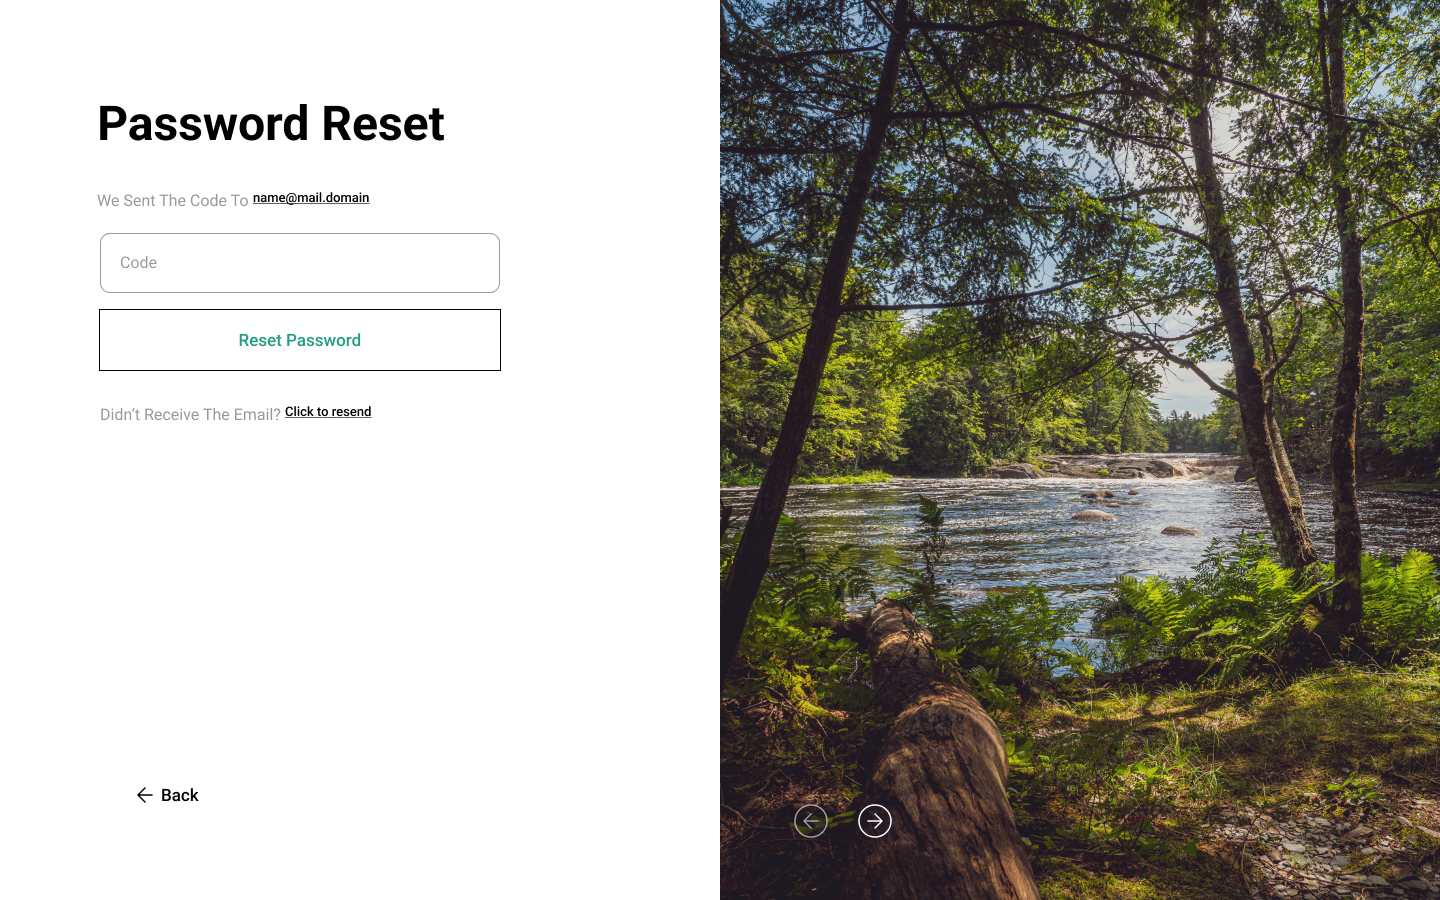 Password Reset
We Sent The Code To name@mail.domain
Code
Reset Password
Didn’t Receive The Email? Click to resend
Back